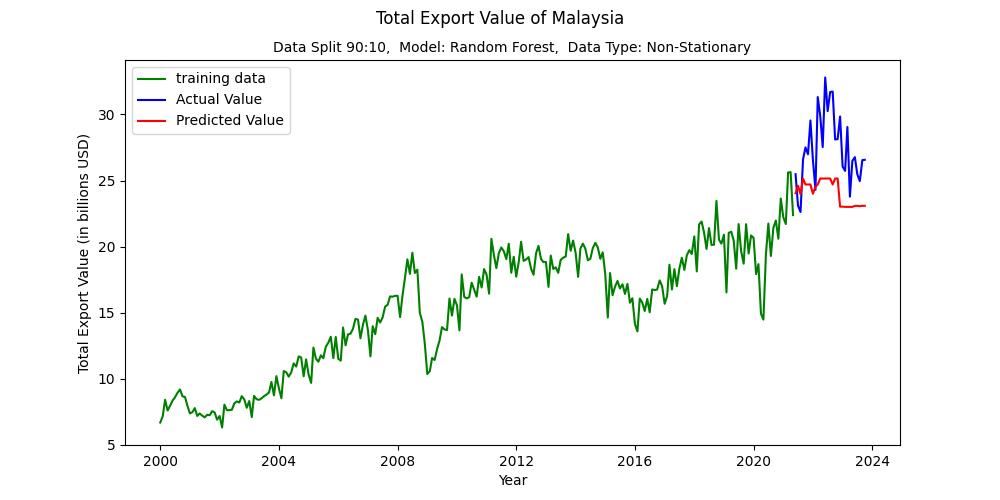 Total Export Value of Malaysia
Data Split 90:10,  Model: Random Forest,  Data Type: Non-Stationary
training data
Actual Value
Predicted Value
Total Export Value (in billions USD)
30
25
20
15
10
5
2000
2004
2008
2012
2016
2020
2024
Year